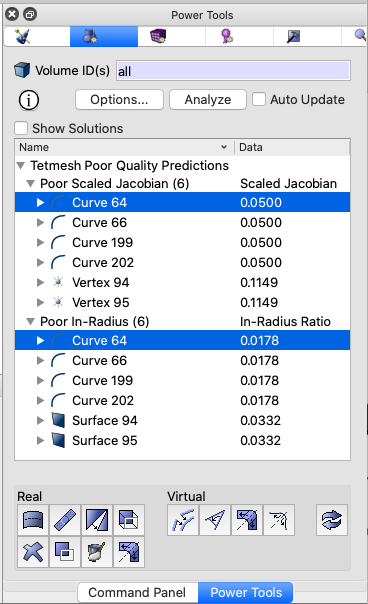 Power Tools
Volume ID(s) all
Options... Analyze Auto Update
Show Solutions
Name Data
Tetmesh Poor Quality Predictions
Poor Scaled Jacobian (6) Scaled Jacobian
Curve 64 0.0500
Curve 66 0.0500
Curve 199 0.0500
Curve 202 0.0500
Vertex 94 0.1149
Vertex 95 0.1149
Poor In-Radius (6) In-Radius Ratio
Curve 64 0.0178
Curve 66 0.0178
Curve 199 0.0178
Curve 202 0.0178
Surface 94 0.0332
Surface 95 0.0332
Real Virtual
Command Panel Power Tools